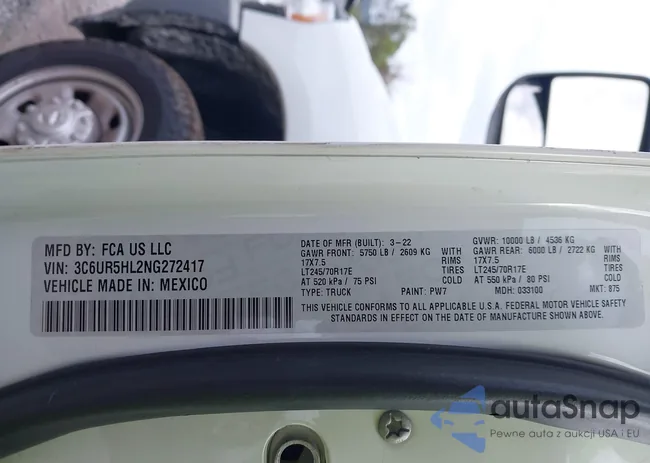 MFD BY: FCA US LLC
VIN: 3C6UR5HL2NG272417
VEHICLE MADE IN: MEXICO
DATE OF MFR (BUILT): 3-22
GAWR FRONT: 5750 LB / 2609 KG
17X7.5 RIMS
LT245/70R17E TIRES
AT 520 kPa / 75 PSI COLD
TYPE: TRUCK PAINT: PW7
GVWR: 10000 LB / 4536 KG
GAWR REAR: 6000 LB / 2722 KG
17X7.5 RIMS
LT245/70R17E TIRES
AT 550 kPa / 80 PSI COLD
MDH: 033100 MKT: 875
THIS VEHICLE CONFORMS TO ALL APPLICABLE U.S.A. FEDERAL MOTOR VEHICLE SAFETY
STANDARDS IN EFFECT ON THE DATE OF MANUFACTURE SHOWN ABOVE.
autaSnap
Pewne auta z aukcji USA i EU